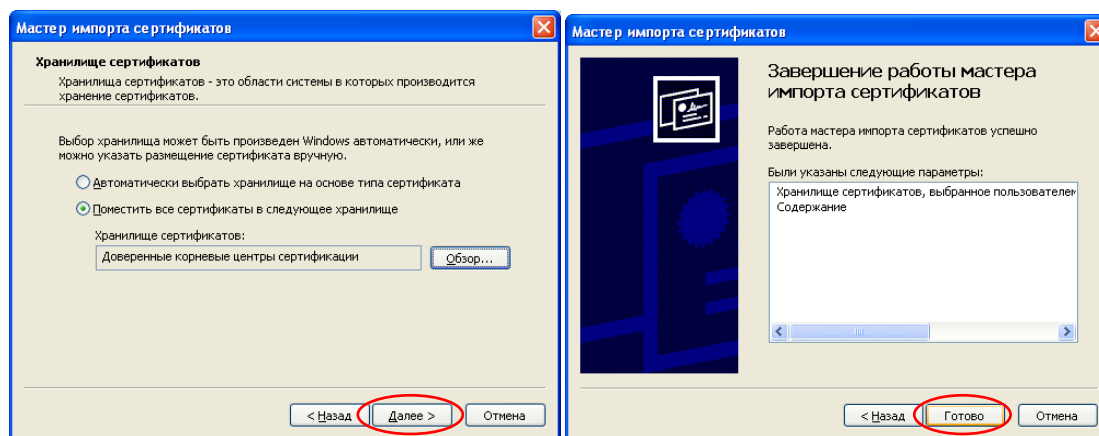 Мастер импорта сертификатов
Хранилище сертификатов
Хранилища сертификатов - это области системы в которых производится
хранение сертификатов.
Выбор хранилища может быть произведен Windows автоматически, или же
можно указать размещение сертификата вручную.
Автоматически выбрать хранилище на основе типа сертификата
Поместить все сертификаты в следующее хранилище
Хранилище сертификатов:
Доверенные корневые центры сертификации
Обзор...
< Назад
Далее >
Отмена
Мастер импорта сертификатов
Завершение работы мастера
импорта сертификатов
Работа мастера импорта сертификатов успешно
завершена.
Были указаны следующие параметры:
Хранилище сертификатов, выбранное пользователем
Содержание
< Назад
Готово
Отмена